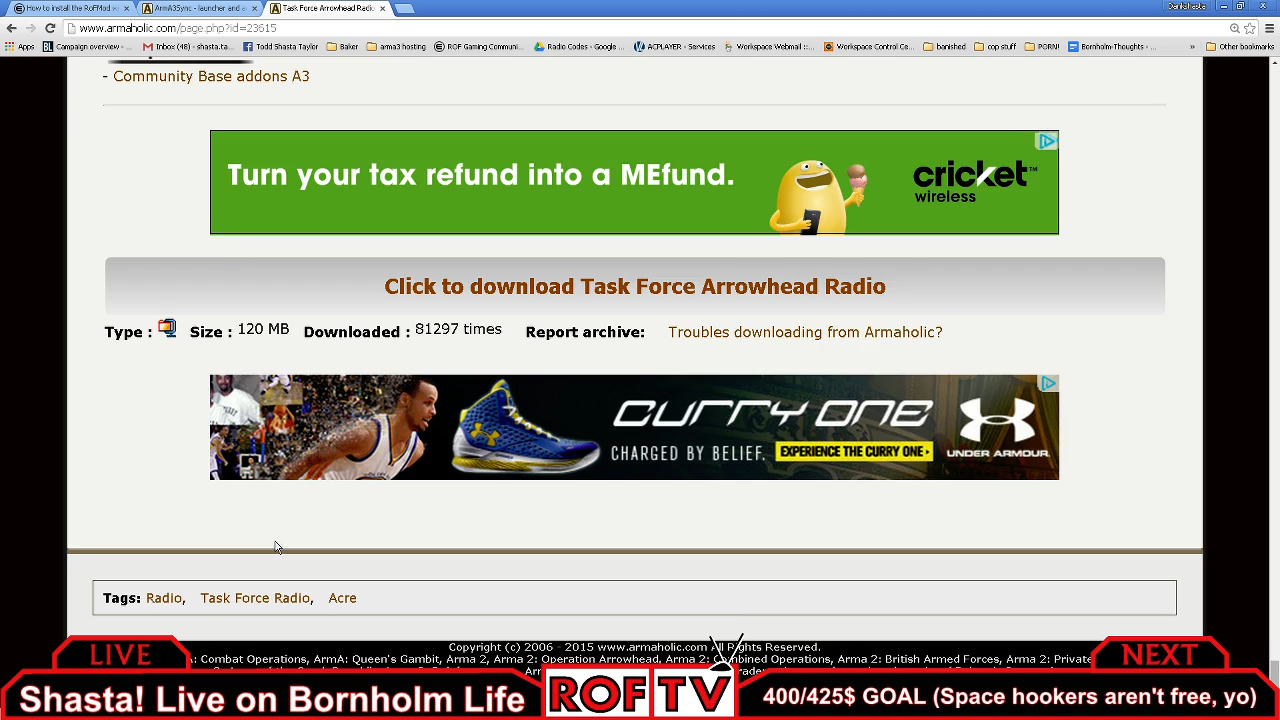 How to install the RoFMod w
ArmA3Sync - launcher and a
Task Force Arrowhead Radio
Dankshasta
www.armaholic.com/page.php?id=23615
Apps
Campaign overview -
Inbox (48) - shasta.ta
Todd Shasta Taylor
Baker
arma3 hosting
ROF Gaming Communi...
Radio Codes - Google ...
ACPLAYER - Services
Workspace Webmail ::...
Workspace Control Ce...
banished
cop stuff
PORN!
Bornholm-Thoughts - ...
»
Other bookmarks
- Community Base addons A3
Turn your tax refund into a MEfund.
cricket™
wireless
Click to download Task Force Arrowhead Radio
Type : Size : 120 MB Downloaded : 81297 times Report archive: Troubles downloading from Armaholic?
CURRY ONE
CHARGED BY BELIEF. EXPERIENCE THE CURRY ONE
UNDER ARMOUR.
Tags: Radio, Task Force Radio, Acre
Copyright (c) 2006 - 2015 www.armaholic.com All Rights Reserved.
: Combat Operations, ArmA: Queen's Gambit, Arma 2, Arma 2: Operation Arrowhead, Arma 2: Combined Operations, Arma 2: British Armed Forces, Arma 2: Private
LIVE
NEXT
Shasta! Live on Bornholm Life
ROF TV
400/425$ GOAL (Space hookers aren't free, yo)